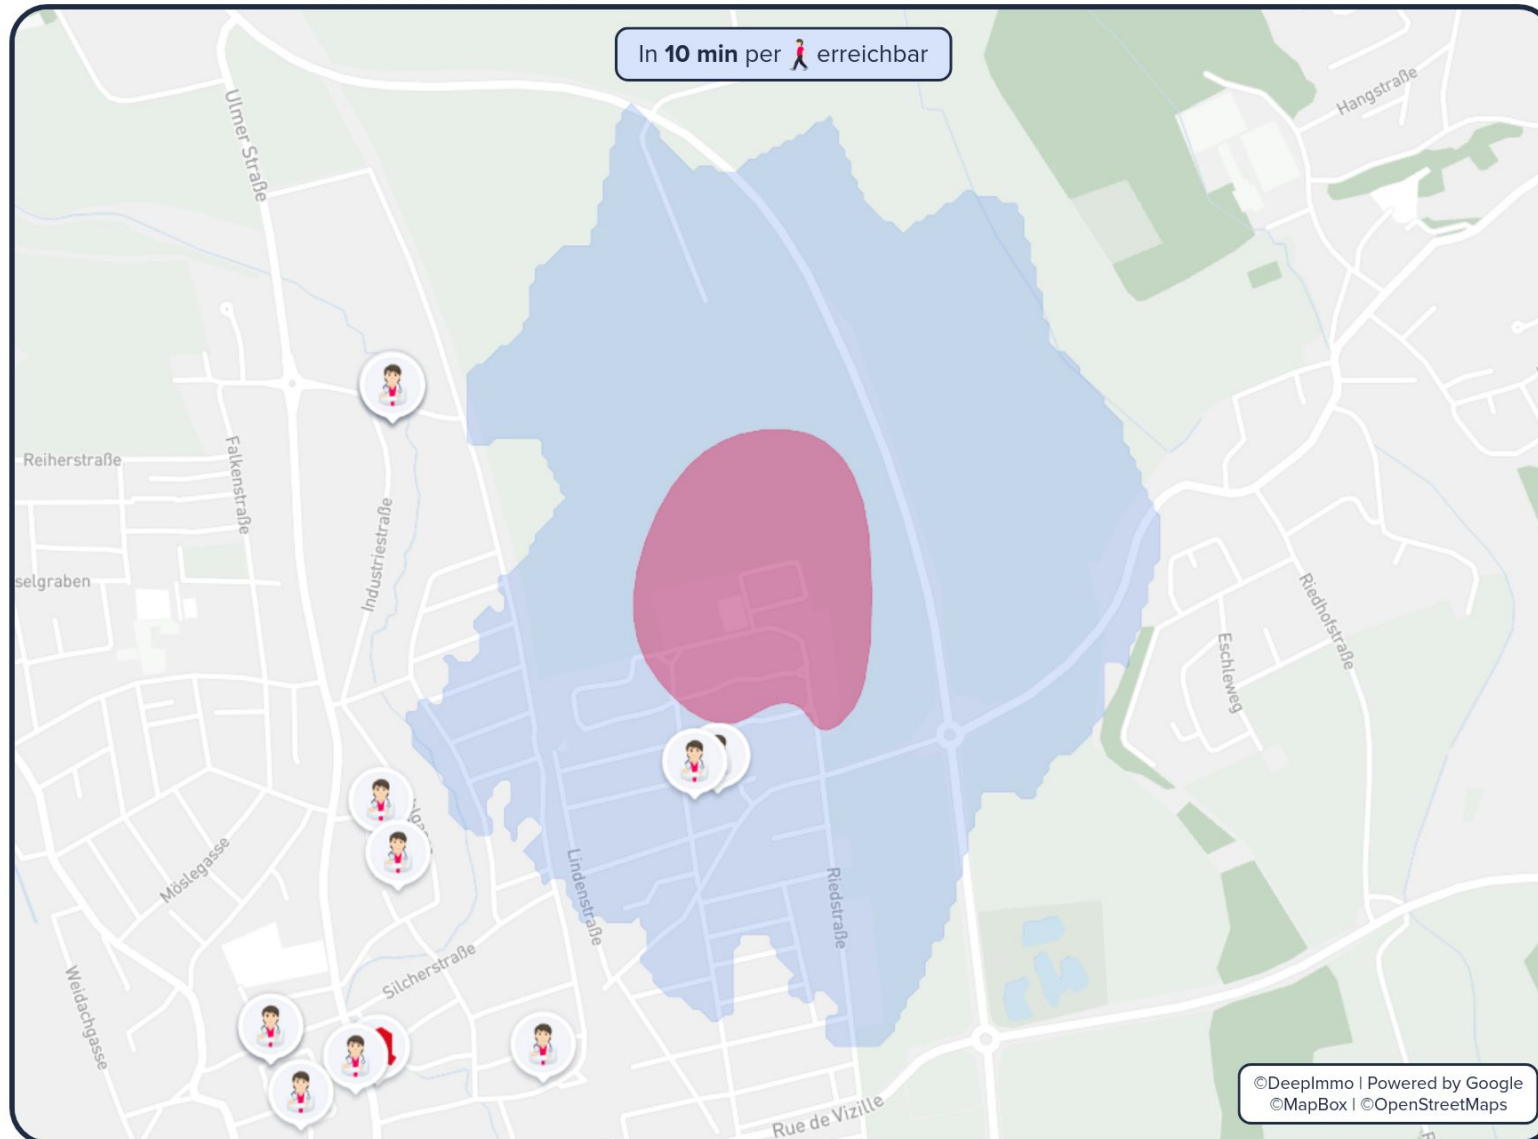 In 10 min per erreichbar
Hangstraße
Ulmer Straße
Reiherstraße
Falkenstraße
Industriestraße
selgraben
Riedhofstraße
Eschleweg
Möslegasse
Lindenstraße
Riedstraße
Silcherstraße
Weidachgasse
Rue de Vizille
©DeepImmo | Powered by Google
©MapBox | ©OpenStreetMaps